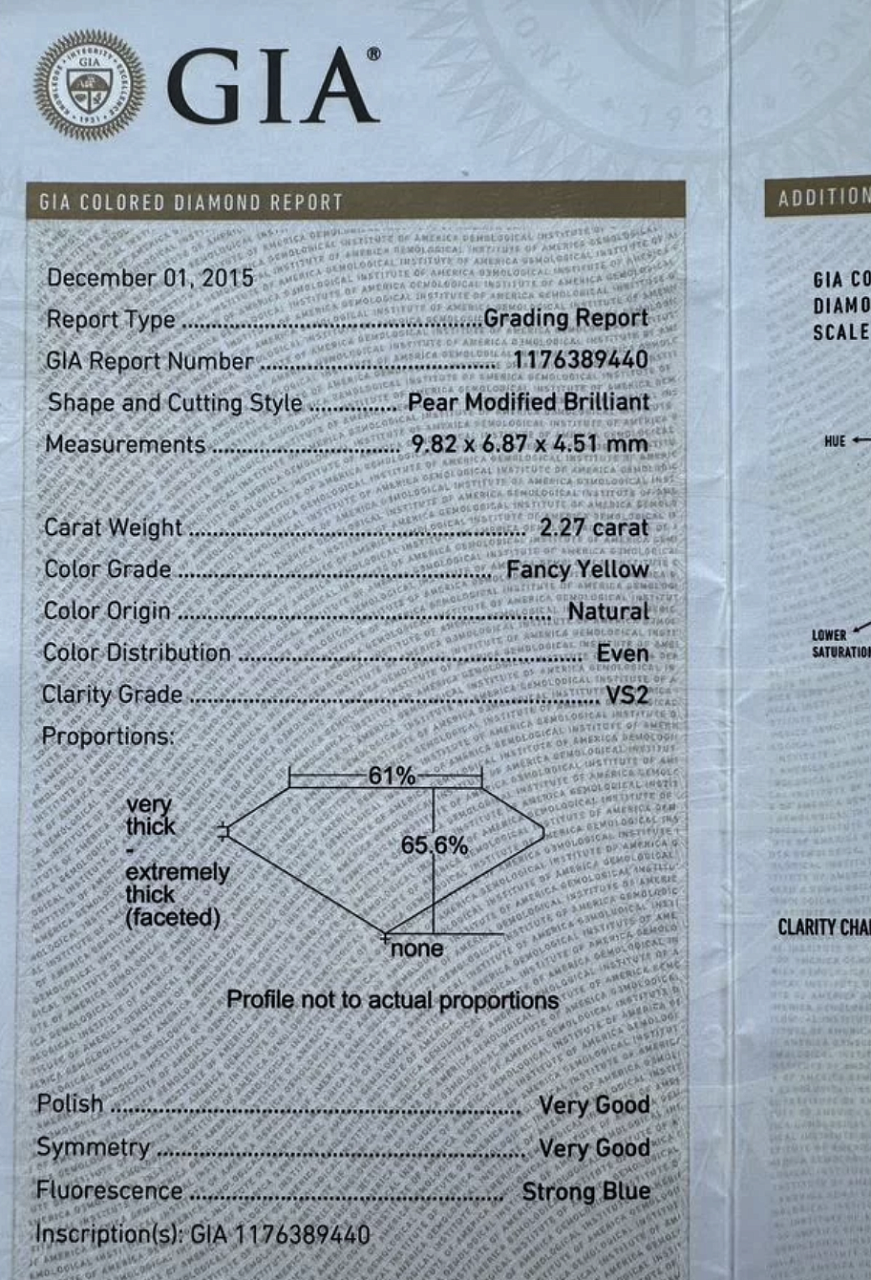 GIA®
GIA COLORED DIAMOND REPORT
December 01, 2015
Report Type ........ Grading Report
GIA Report Number ........ 1176389440
Shape and Cutting Style ........ Pear Modified Brilliant
Measurements ........ 9.82 x 6.87 x 4.51 mm
Carat Weight ........ 2.27 carat
Color Grade ........ Fancy Yellow
Color Origin ........ Natural
Color Distribution ........ Even
Clarity Grade ........ VS2
Proportions:
61%
very
thick
-
extremely
thick
(faceted)
65.6%
none
Profile not to actual proportions
Polish ........ Very Good
Symmetry ........ Very Good
Fluorescence ........ Strong Blue
Inscription(s): GIA 1176389440
ADDITION
GIA CO
DIAMO
SCALE
HUE
LOWER
SATURATION
CLARITY CHA